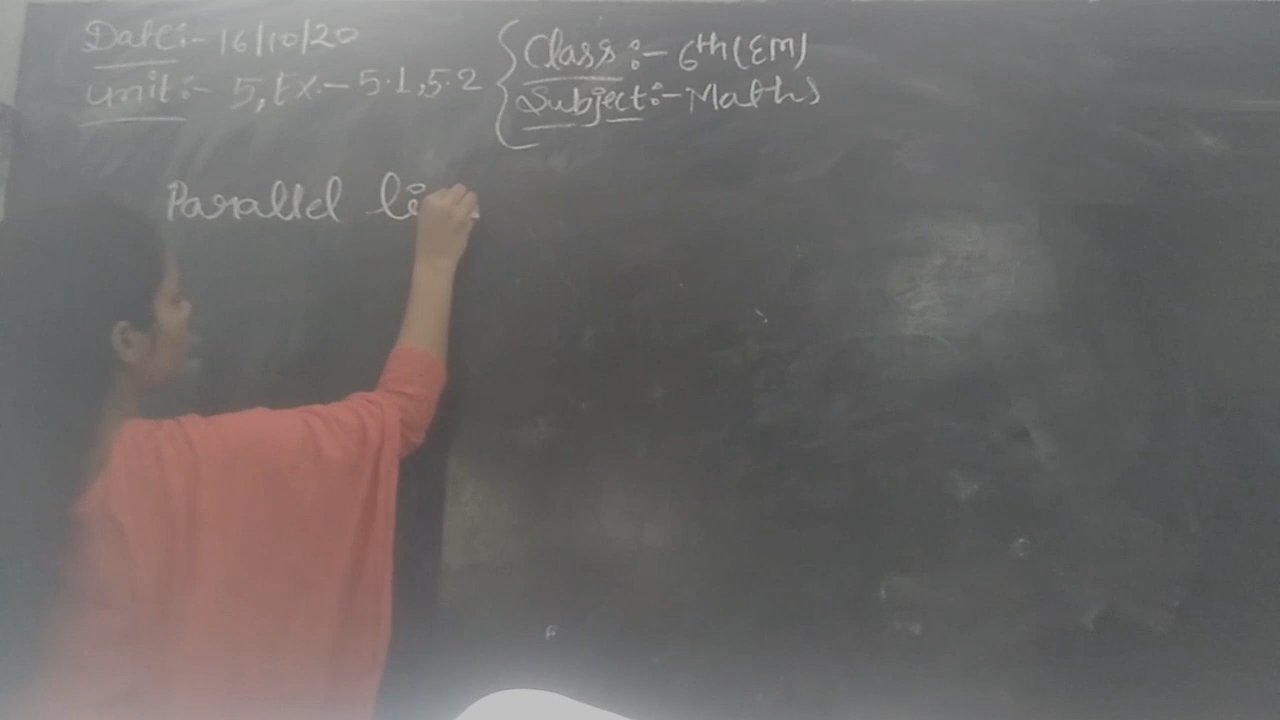 Date:- 16/10/20
Unit:- 5, Ex.- 5.1, 5.2
Class:- 6th (EM)
Subject:- Maths
Parallel li